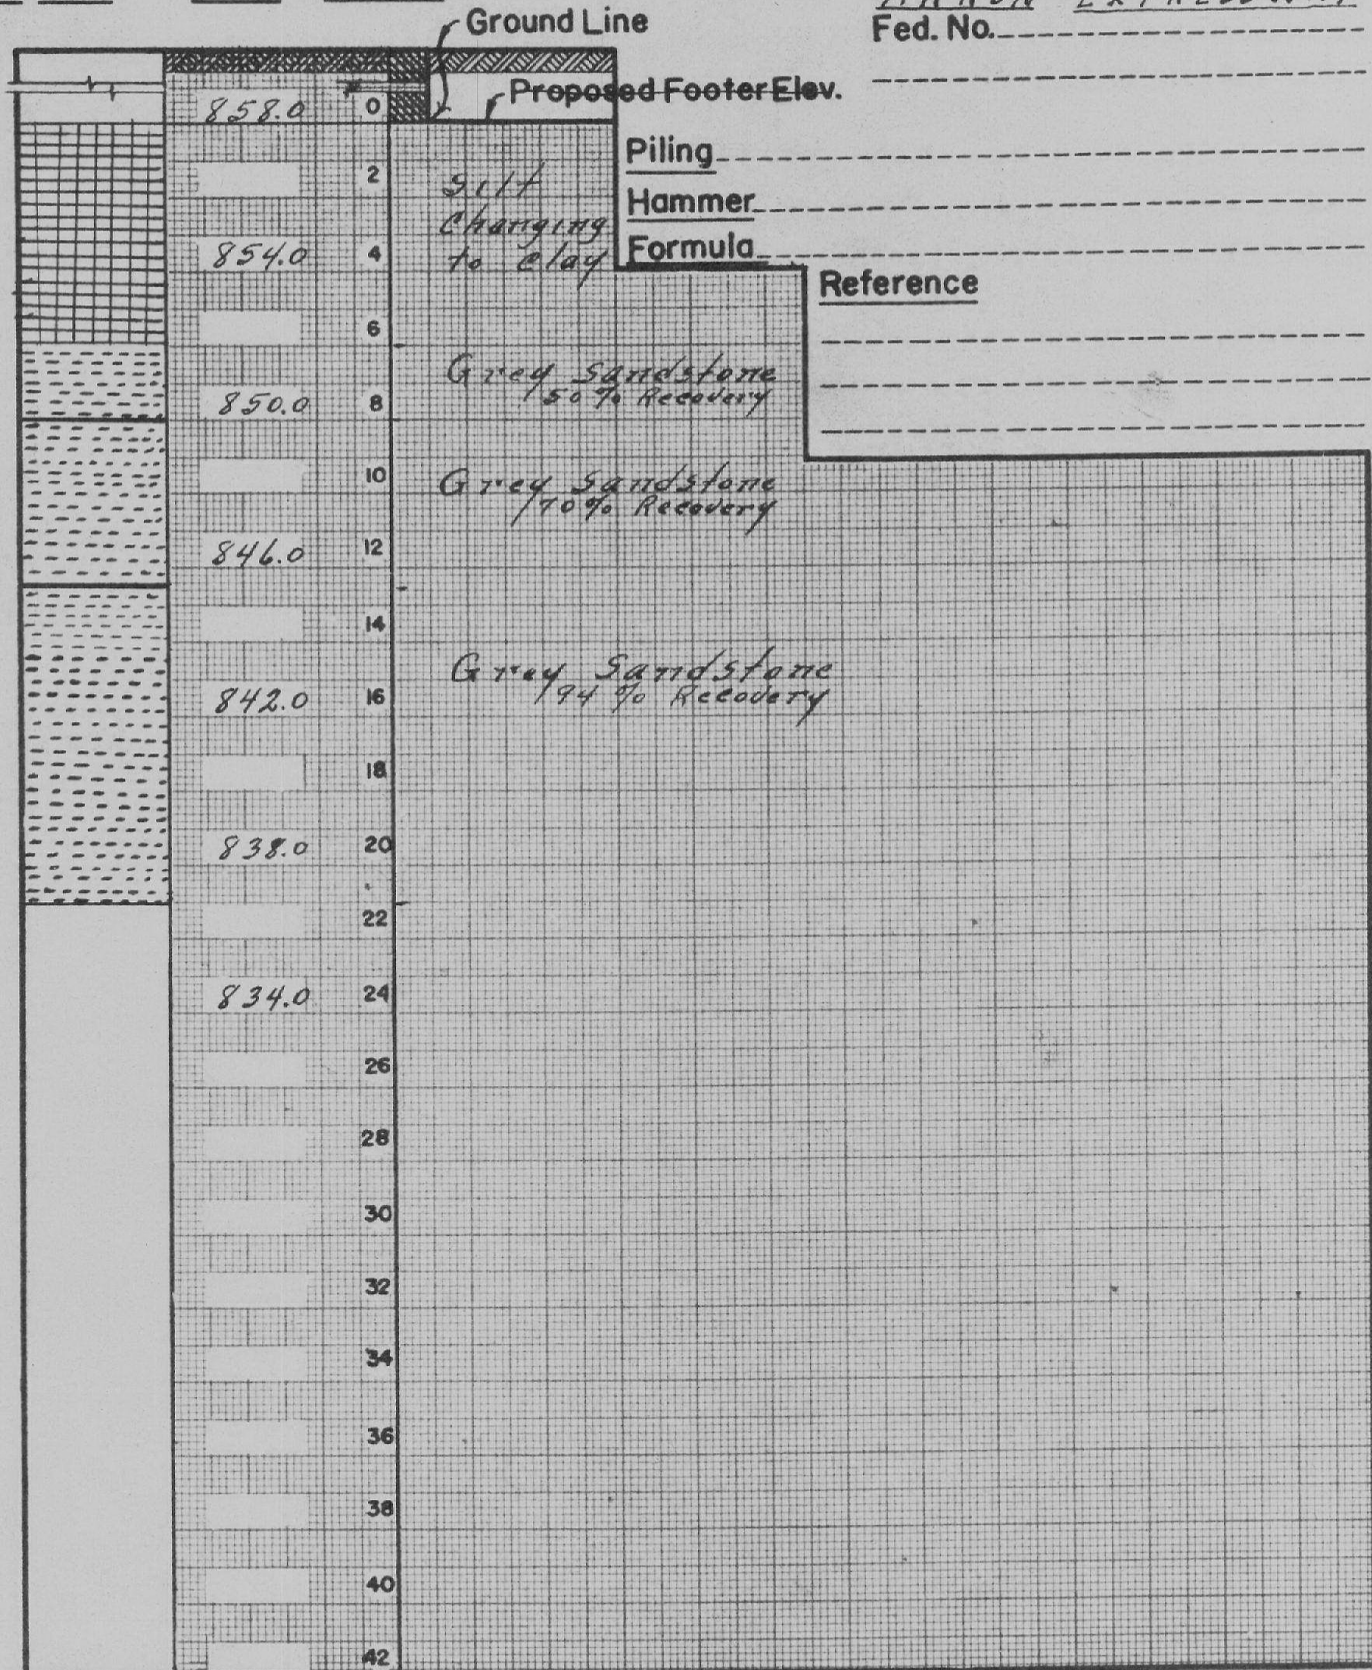 EXPRESSWAY
Ground Line
Fed. No.
Proposed Footer Elev.
858.0 0
Piling
2
Silt
Changing
to Clay
Hammer
854.0 4
Formula
Reference
6
Grey Sandstone
50% Recovery
850.0 8
10
Grey Sandstone
70% Recovery
846.0 12
14
Grey Sandstone
94% Recovery
842.0 16
18
838.0 20
22
834.0 24
26
28
30
32
34
36
38
40
42